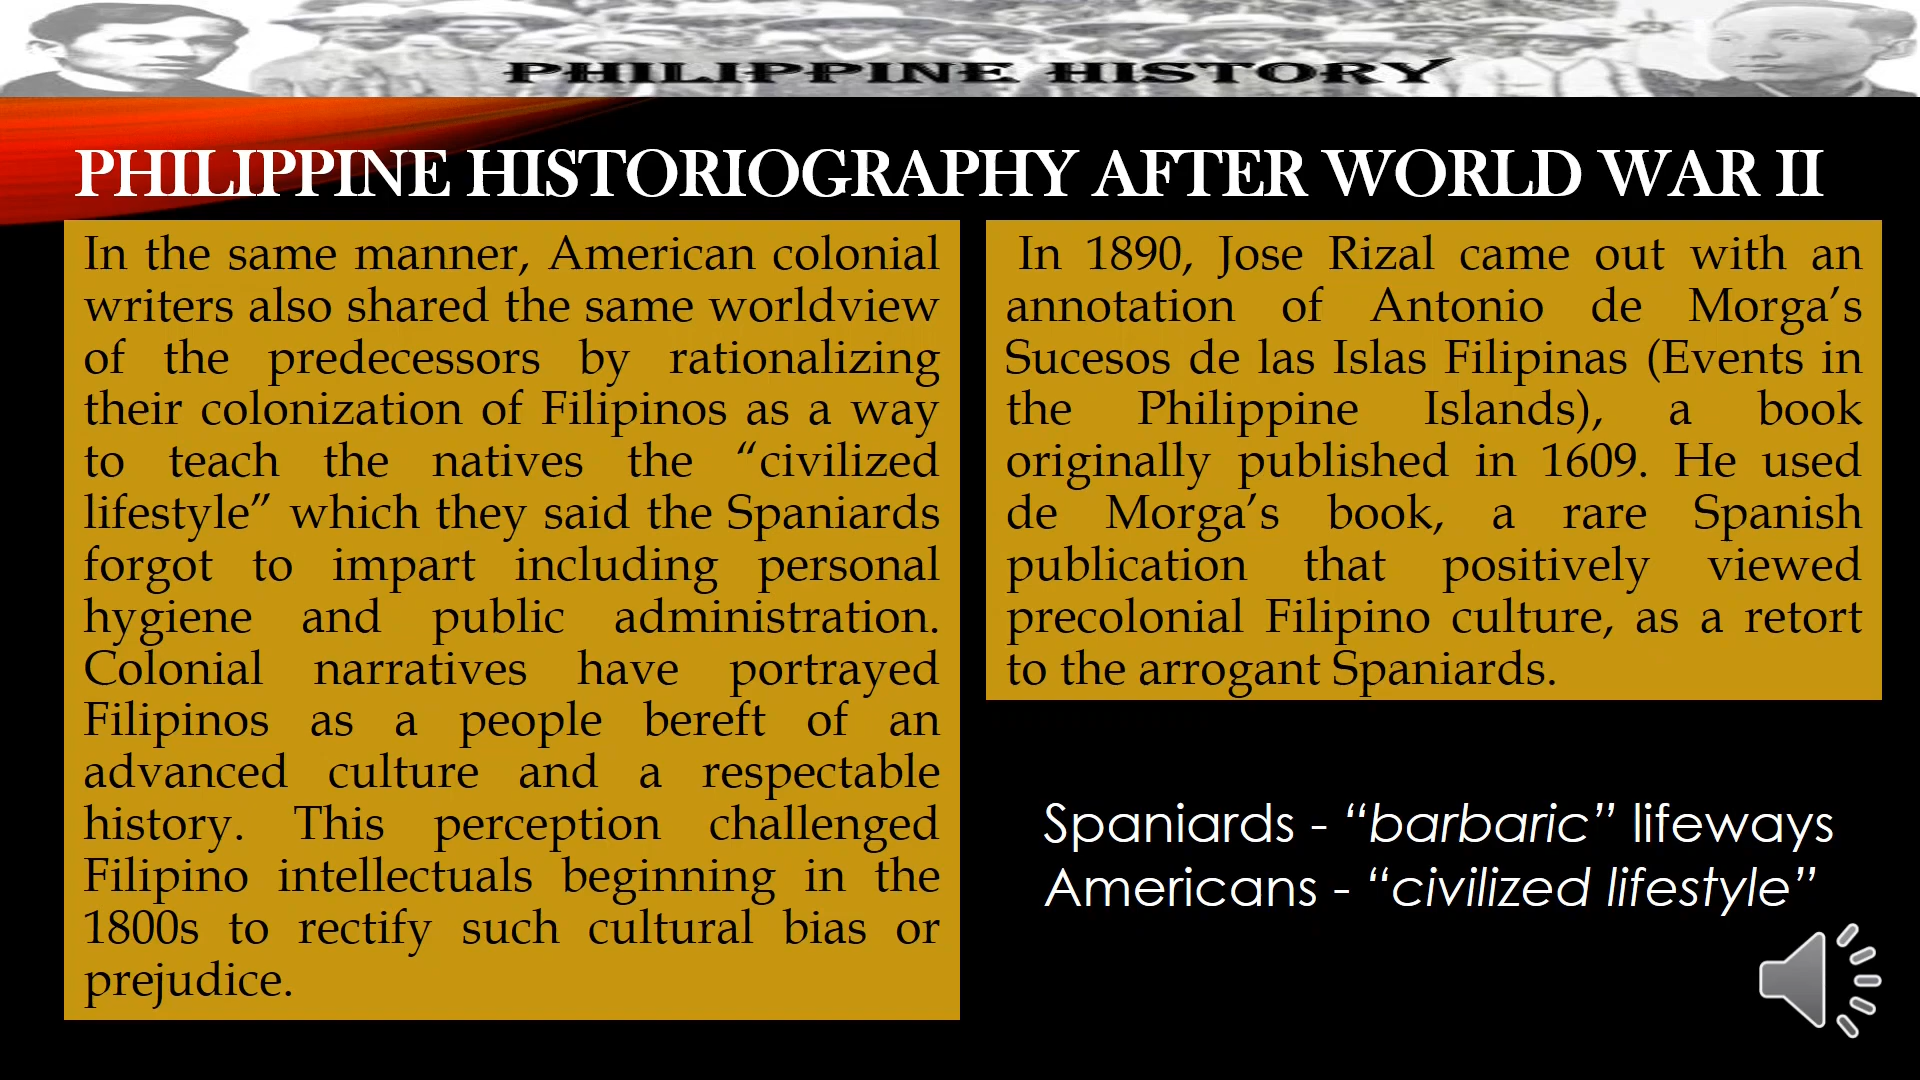 PHILIPPINE HISTORY
PHILIPPINE HISTORIOGRAPHY AFTER WORLD WAR II
In the same manner, American colonial
writers also shared the same worldview
of the predecessors by rationalizing
their colonization of Filipinos as a way
to teach the natives the “civilized
lifestyle” which they said the Spaniards
forgot to impart including personal
hygiene and public administration.
Colonial narratives have portrayed
Filipinos as a people bereft of an
advanced culture and a respectable
history. This perception challenged
Filipino intellectuals beginning in the
1800s to rectify such cultural bias or
prejudice.
In 1890, Jose Rizal came out with an
annotation of Antonio de Morga’s
Sucesos de las Islas Filipinas (Events in
the Philippine Islands), a book
originally published in 1609. He used
de Morga’s book, a rare Spanish
publication that positively viewed
precolonial Filipino culture, as a retort
to the arrogant Spaniards.
Spaniards - “barbaric” lifeways
Americans - “civilized lifestyle”